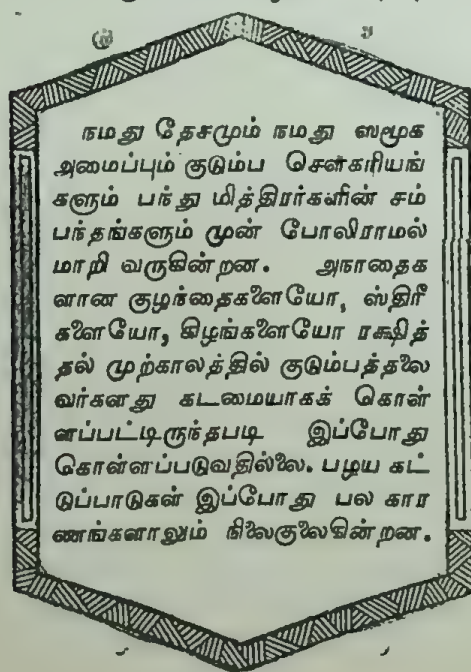 நமது தேசமும் நமது ஸமூக
அமைப்பும் குடும்ப சௌகரியங்
களும் பந்து மித்திரர்களின் சம்
பந்தங்களும் முன் போலிராமல்
மாறி வருகின்றன. அநாதைக
ளான குழந்தைகளையோ, ஸ்திரீ
களையோ, கிழங்களையோ ரக்ஷித்
தல் முற்காலத்தில் குடும்பத்தலை
வர்களது கடமையாகக் கொள்
ளப்பட்டிருந்தபடி இப்போது
கொள்ளப்படுவதில்லை. பழய கட்
டுப்பாடுகள் இப்போது பல கார
ணங்களாலும் நிலைகுலைகின்றன.